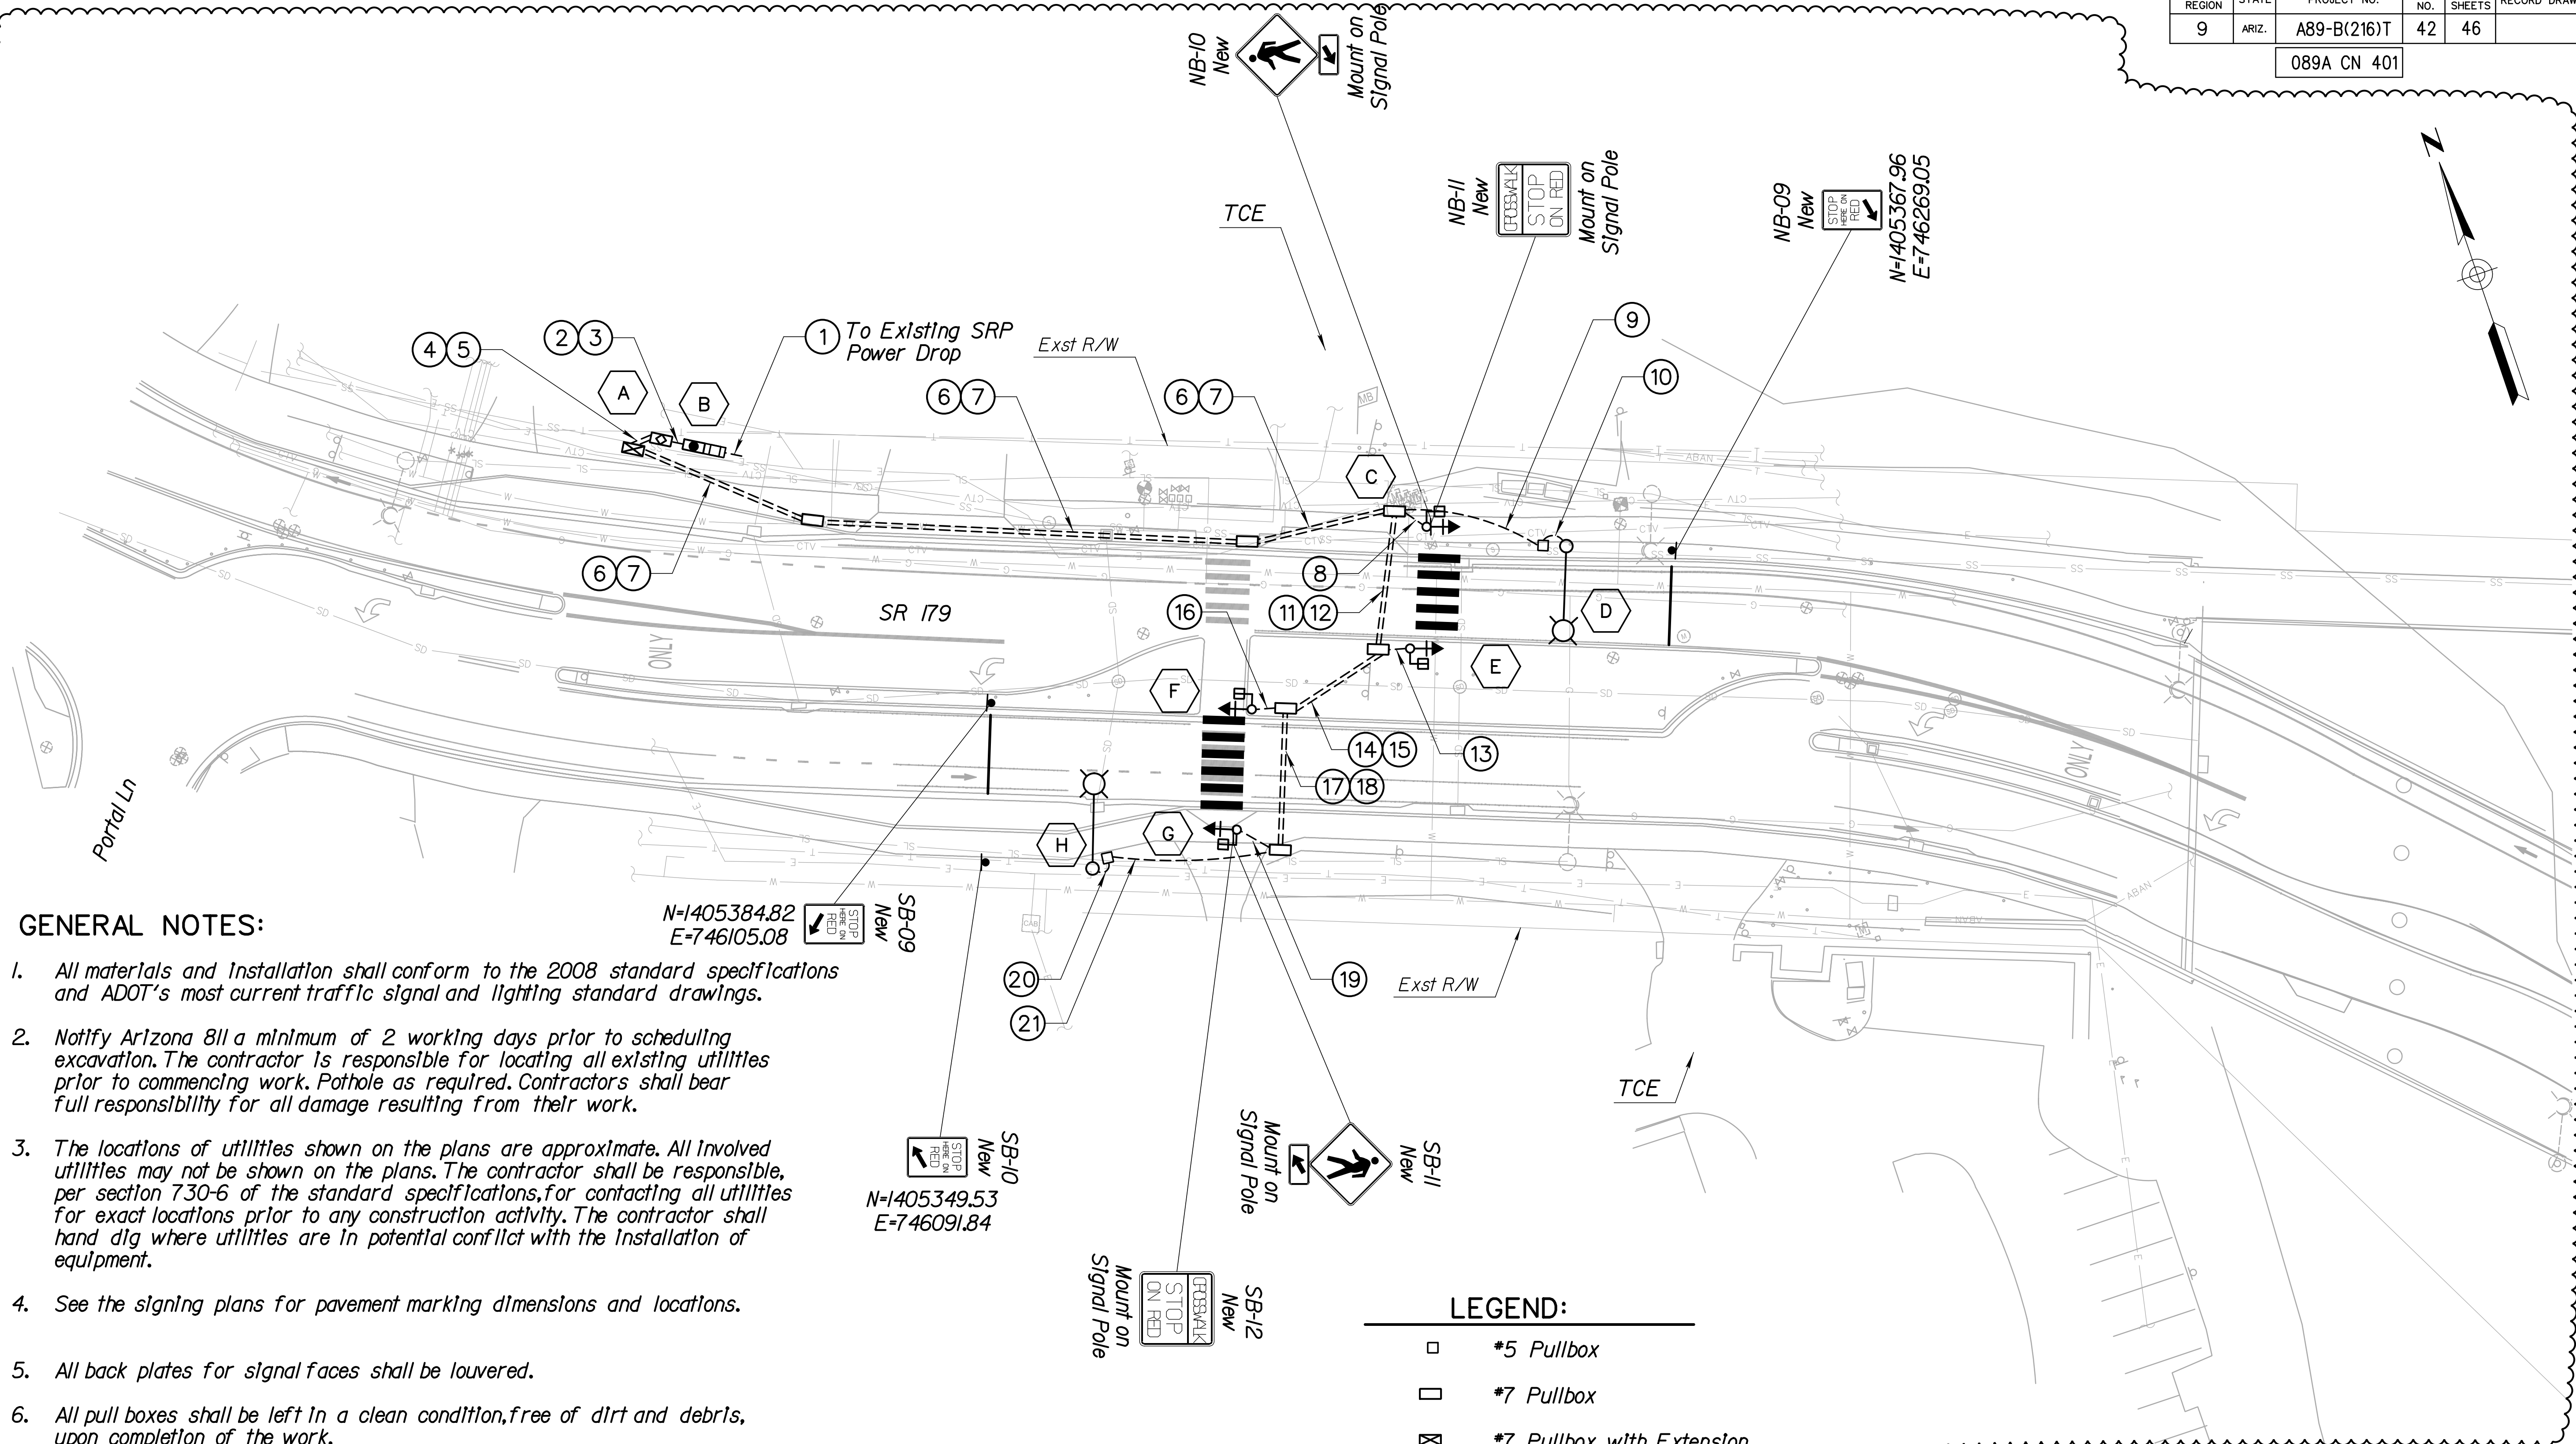 REGION STATE PROJECT NO. NO. SHEETS RECORD DRAW
9 ARIZ. A89-B(216)T 42 46
089A CN 401
NB-10
New
Mount on
Signal Pole
NB-11
New
CROSSWALK
STOP
ON RED
Mount on
Signal Pole
NB-09
New
STOP
HERE ON
RED
N=1405367.96
E=746269.05
N
TCE
1 To Existing SRP
Power Drop
Exst R/W
4 5
2 3
A
B
6 7
6 7
9
10
C
MB
6 7
8
11 12
16
D
SR 179
ONLY
E
F
14 15
13
17 18
ONLY
H
G
Portal Ln
CAB
ABAN
ABAN
ABAN
N=1405384.82
E=746105.08
STOP
HERE ON
RED
SB-09
New
20
21
19
Exst R/W
TCE
STOP
HERE ON
RED
SB-10
New
N=1405349.53
E=746091.84
Mount on
Signal Pole
SB-11
New
Mount on
Signal Pole
CROSSWALK
STOP
ON RED
SB-12
New
GENERAL NOTES:
1. All materials and installation shall conform to the 2008 standard specifications
and ADOT's most current traffic signal and lighting standard drawings.
2. Notify Arizona 811 a minimum of 2 working days prior to scheduling
excavation. The contractor is responsible for locating all existing utilities
prior to commencing work. Pothole as required. Contractors shall bear
full responsibility for all damage resulting from their work.
3. The locations of utilities shown on the plans are approximate. All involved
utilities may not be shown on the plans. The contractor shall be responsible,
per section 730-6 of the standard specifications, for contacting all utilities
for exact locations prior to any construction activity. The contractor shall
hand dig where utilities are in potential conflict with the installation of
equipment.
4. See the signing plans for pavement marking dimensions and locations.
5. All back plates for signal faces shall be louvered.
6. All pull boxes shall be left in a clean condition, free of dirt and debris,
upon completion of the work.
LEGEND:
#5 Pullbox
#7 Pullbox
#7 Pullbox with Extension